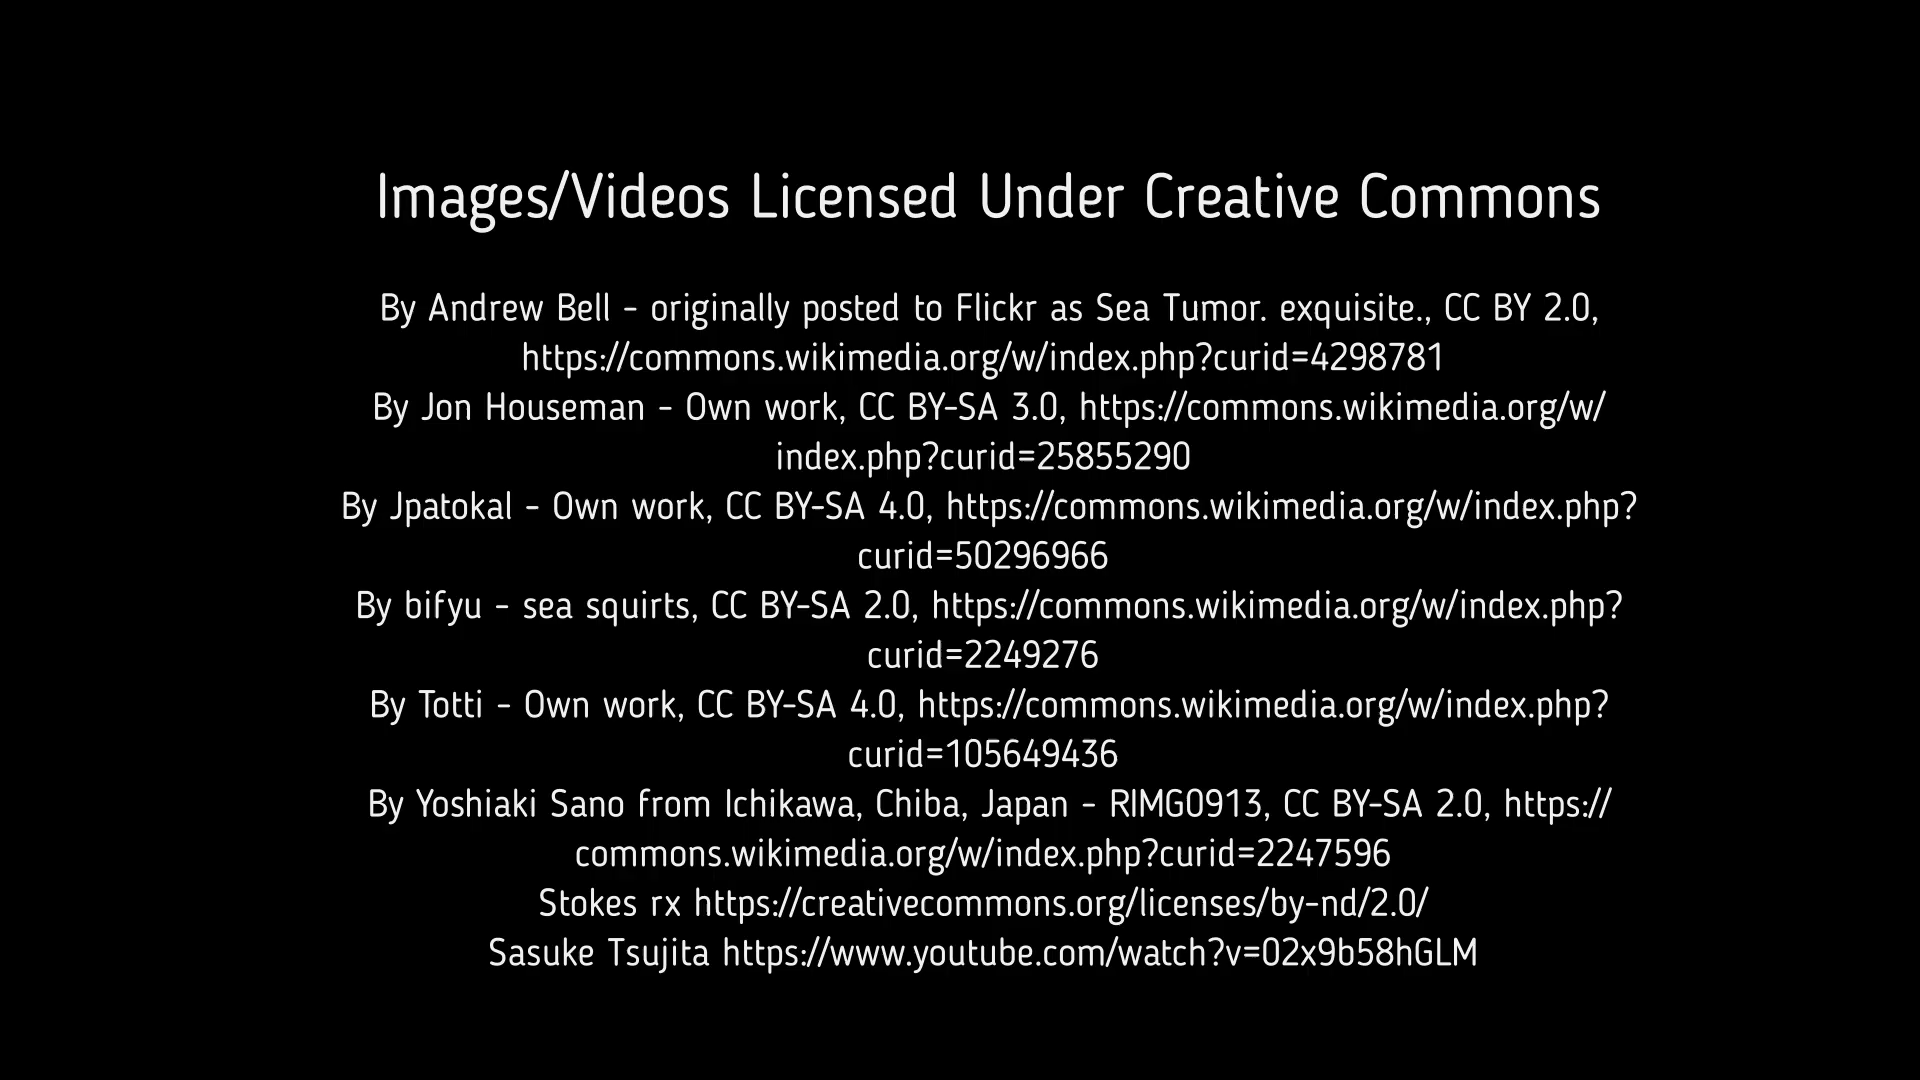 Images/Videos Licensed Under Creative Commons
By Andrew Bell - originally posted to Flickr as Sea Tumor. exquisite., CC BY 2.0,
https://commons.wikimedia.org/w/index.php?curid=4298781
By Jon Houseman - Own work, CC BY-SA 3.0, https://commons.wikimedia.org/w/
index.php?curid=25855290
By Jpatokal - Own work, CC BY-SA 4.0, https://commons.wikimedia.org/w/index.php?
curid=50296966
By bifyu - sea squirts, CC BY-SA 2.0, https://commons.wikimedia.org/w/index.php?
curid=2249276
By Totti - Own work, CC BY-SA 4.0, https://commons.wikimedia.org/w/index.php?
curid=105649436
By Yoshiaki Sano from Ichikawa, Chiba, Japan - RIMG0913, CC BY-SA 2.0, https://
commons.wikimedia.org/w/index.php?curid=2247596
Stokes rx https://creativecommons.org/licenses/by-nd/2.0/
Sasuke Tsujita https://www.youtube.com/watch?v=02x9b58hGLM